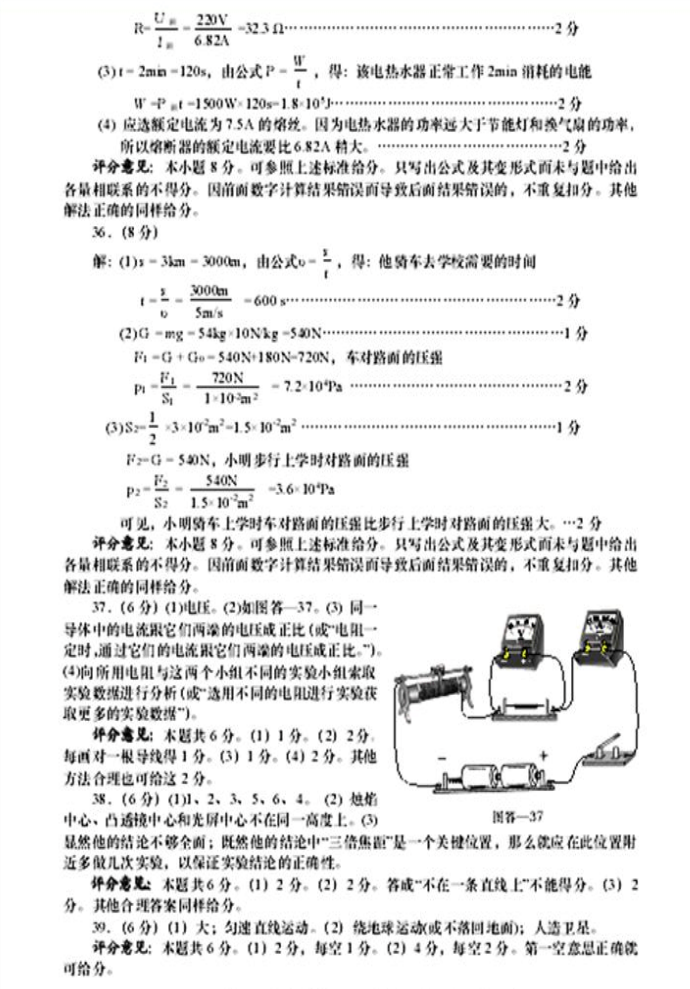 R=U额/I额=220V/6.82A=32.3Ω……2分
(3)t=2min=120s，由公式P=W/t，得：该电热水器正常工作2min消耗的电能
W=P额t=1500W×120s=1.8×10⁵J……2分
(4) 应选额定电流为7.5A的熔丝。因为电热水器的功率远大于节能灯和换气扇的功率，
所以熔断器的额定电流要比6.82A稍大。……2分
评分意见：本小题8分。可参照上述标准给分。只写出公式及其变形式而未与题中给出
各量相联系的不得分。因前面数字计算结果错误而导致后面结果错误的，不重复扣分。其他
解法正确的同样给分。
36．(8分)
解：(1)s=3km=3000m，由公式υ=s/t，得：他骑车去学校需要的时间
t=s/υ=3000m/5m/s=600s……2分
(2)G=mg=54kg×10N/kg=540N……1分
F1=G+G0=540N+180N=720N，车对路面的压强
p1=F1/S1=720N/1×10⁻²m²=7.2×10⁴Pa……2分
(3)S2=1/2×3×10⁻²m²=1.5×10⁻²m²……1分
F2=G=540N，小明步行上学时对路面的压强
p2=F2/S2=540N/1.5×10⁻²m²=3.6×10⁴Pa
可见，小明骑车上学时车对路面的压强比步行上学时对路面的压强大。…2分
评分意见：本小题8分。可参照上述标准给分。只写出公式及其变形式而未与题中给出
各量相联系的不得分。因前面数字计算结果错误而导致后面结果错误的，不重复扣分。其他
解法正确的同样给分。
37．(6分) (1)电压。(2)如图答—37。(3) 同一
导体中的电流跟它们两端的电压成正比(或“电阻一
定时,通过它们的电流跟它们两端的电压成正比。”)。
(4)向所用电阻与这两个小组不同的实验小组索取
实验数据进行分析(或“选用不同的电阻进行实验获
取更多的实验数据”)。
评分意见：本题共6分。(1) 1分。(2) 2分。
每画对一根导线得1分。(3) 1分。(4) 2分。其他
方法合理也可给这2分。
V
A
－
+
图答—37
38．(6分) (1)1、2、3、5、6、4。 (2) 烛焰
中心、凸透镜中心和光屏中心不在同一高度上。(3)
显然他的结论不够全面；既然他的结论中“三倍焦距”是一个关键位置，那么就应在此位置附
近多做几次实验，以保证实验结论的正确性。
评分意见：本题共6分。(1) 2分。(2) 2分。答成“不在一条直线上”不能得分。(3) 2
分。其他合理答案同样给分。
39．(6分) (1) 大；匀速直线运动。(2) 绕地球运动(或不落回地面)；人造卫星。
评分意见：本题共6分。(1) 2分，每空1分。(2) 4分，每空2分。第一空意思正确就
可给分。